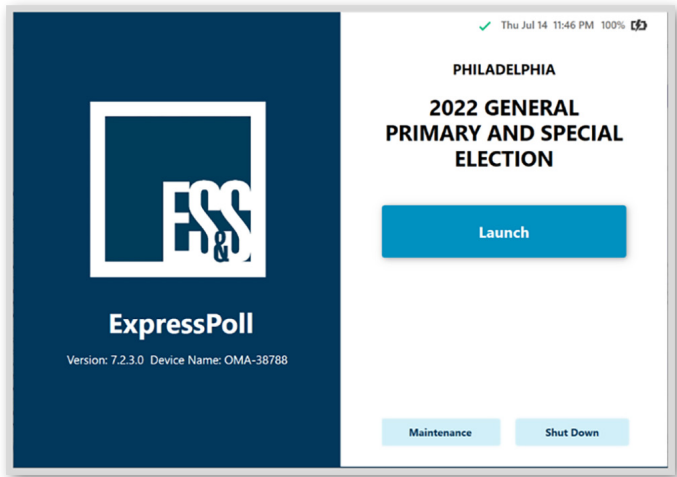 Thu Jul 14 11:46 PM 100%
PHILADELPHIA
2022 GENERAL
PRIMARY AND SPECIAL
ELECTION
Launch
ES&S
ExpressPoll
Version: 7.2.3.0 Device Name: OMA-38788
Maintenance
Shut Down